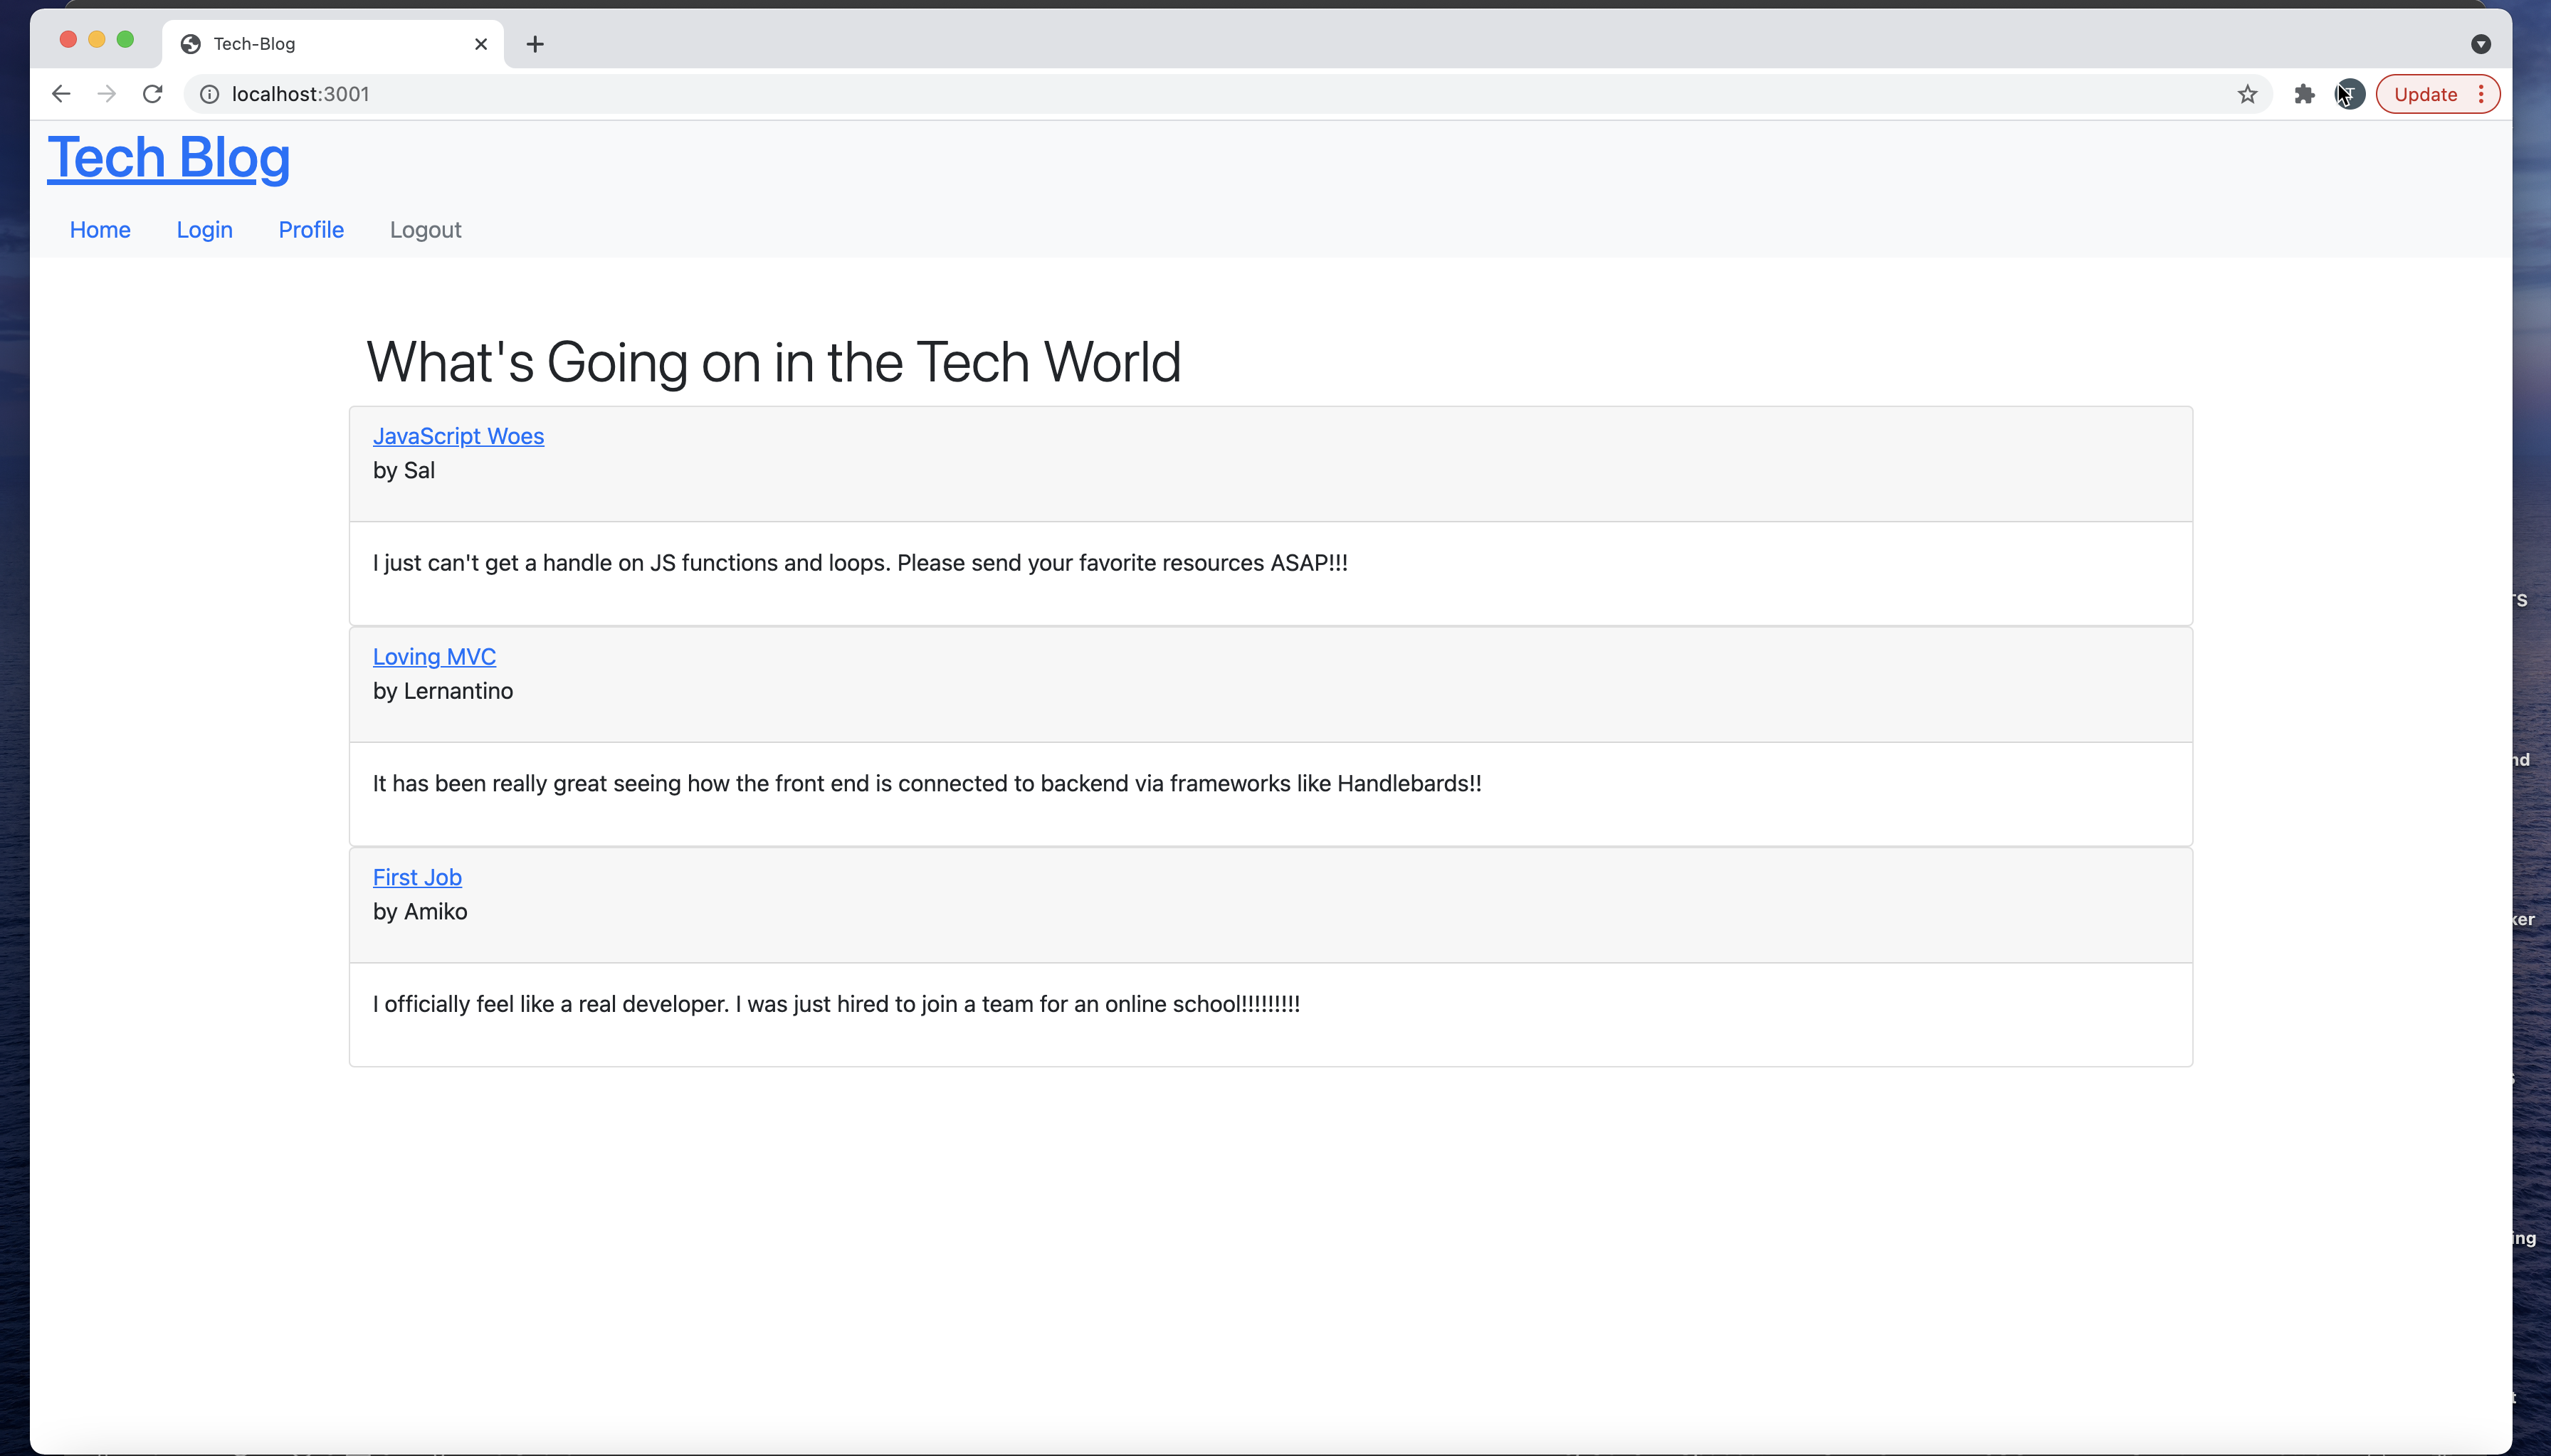 Tech-Blog
localhost:3001
Update
Tech Blog
Home Login Profile Logout
What's Going on in the Tech World
JavaScript Woes
by Sal
I just can't get a handle on JS functions and loops. Please send your favorite resources ASAP!!!
Loving MVC
by Lernantino
It has been really great seeing how the front end is connected to backend via frameworks like Handlebards!!
First Job
by Amiko
I officially feel like a real developer. I was just hired to join a team for an online school!!!!!!!!!